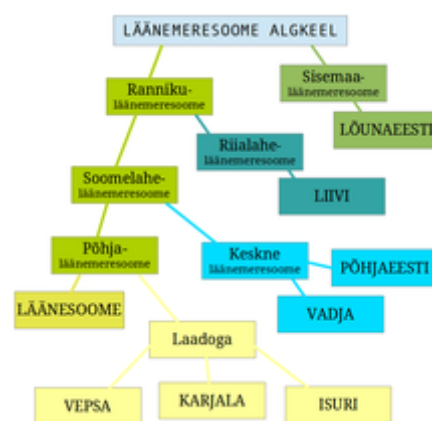 LÄÄNEMERESOOME ALGKEEL
Ranniku-
läänemeresoome
Sisemaa-
läänemeresoome
LÕUNAEESTI
Riialahe-
läänemeresoome
Soomelahe-
läänemeresoome
LIIVI
Põhja-
läänemeresoome
Keskne
läänemeresoome
PÕHJAEESTI
LÄÄNESOOME
VADJA
Laadoga
VEPSA
KARJALA
ISURI